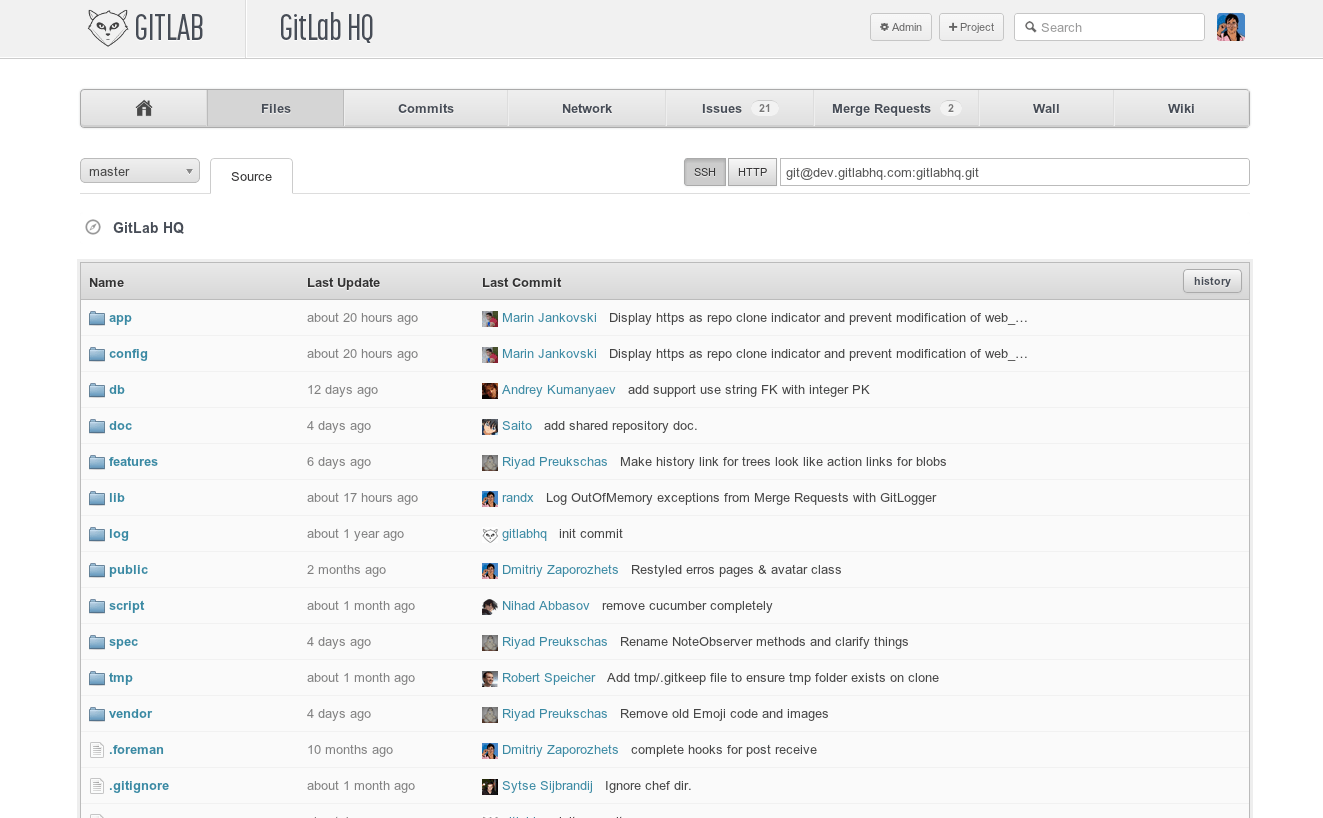 GITLAB GitLab HQ Admin Project Search
Files Commits Network Issues 21 Merge Requests 2 Wall Wiki
master Source SSH HTTP git@dev.gitlabhq.com:gitlabhq.git
GitLab HQ
Name Last Update Last Commit history
app about 20 hours ago Marin Jankovski Display https as repo clone indicator and prevent modification of web_…
config about 20 hours ago Marin Jankovski Display https as repo clone indicator and prevent modification of web_…
db 12 days ago Andrey Kumanyaev add support use string FK with integer PK
doc 4 days ago Saito add shared repository doc.
features 6 days ago Riyad Preukschas Make history link for trees look like action links for blobs
lib about 17 hours ago randx Log OutOfMemory exceptions from Merge Requests with GitLogger
log about 1 year ago gitlabhq init commit
public 2 months ago Dmitriy Zaporozhets Restyled erros pages & avatar class
script about 1 month ago Nihad Abbasov remove cucumber completely
spec 4 days ago Riyad Preukschas Rename NoteObserver methods and clarify things
tmp about 1 month ago Robert Speicher Add tmp/.gitkeep file to ensure tmp folder exists on clone
vendor 4 days ago Riyad Preukschas Remove old Emoji code and images
.foreman 10 months ago Dmitriy Zaporozhets complete hooks for post receive
.gitignore about 1 month ago Sytse Sijbrandij Ignore chef dir.